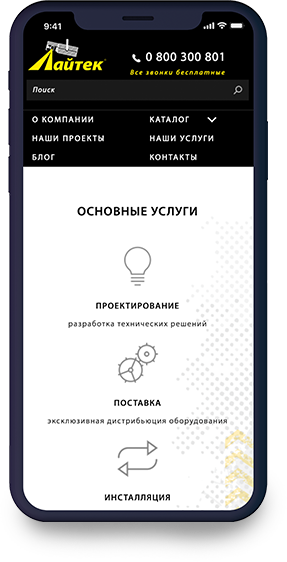 9:41
Лайтек
0 800 300 801
Все звонки бесплатные
Поиск
О КОМПАНИИ КАТАЛОГ
НАШИ ПРОЕКТЫ НАШИ УСЛУГИ
БЛОГ КОНТАКТЫ
ОСНОВНЫЕ УСЛУГИ
ПРОЕКТИРОВАНИЕ
разработка технических решений
ПОСТАВКА
эксклюзивная дистрибьюция оборудования
ИНСТАЛЛЯЦИЯ